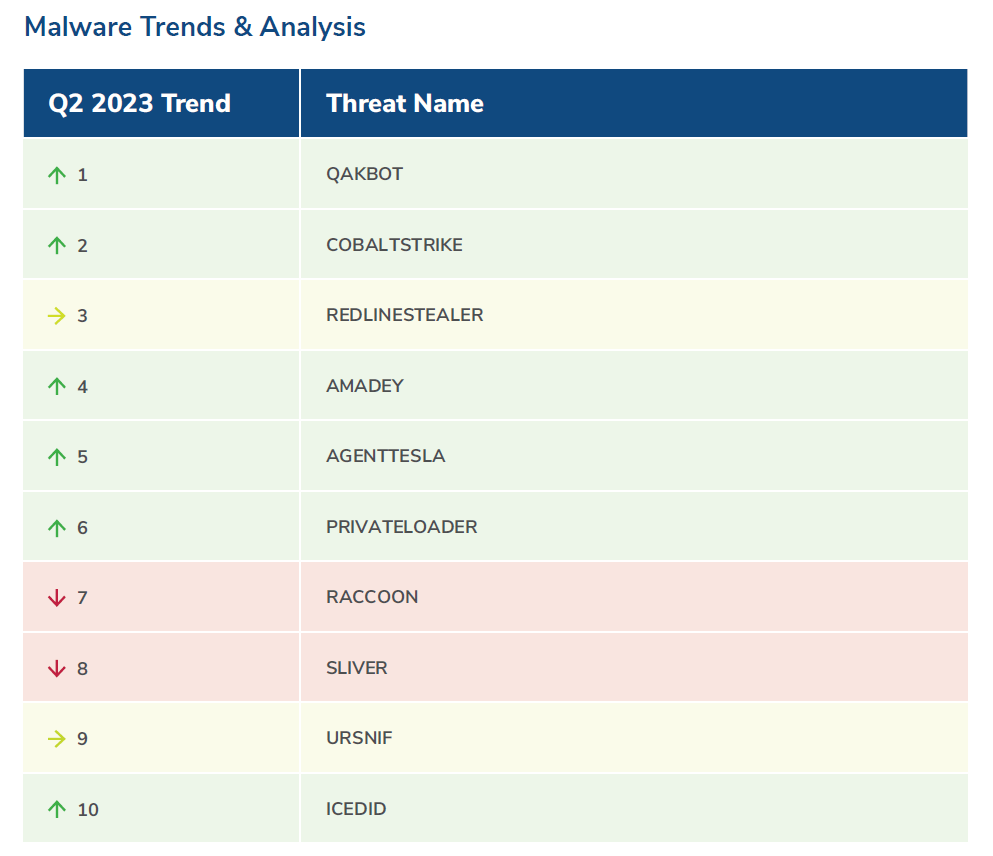 Malware Trends & Analysis
Q2 2023 Trend Threat Name
↑ 1 QAKBOT
↑ 2 COBALTSTRIKE
→ 3 REDLINESTEALER
↑ 4 AMADEY
↑ 5 AGENTTESLA
↑ 6 PRIVATELOADER
↓ 7 RACCOON
↓ 8 SLIVER
→ 9 URSNIF
↑ 10 ICEDID